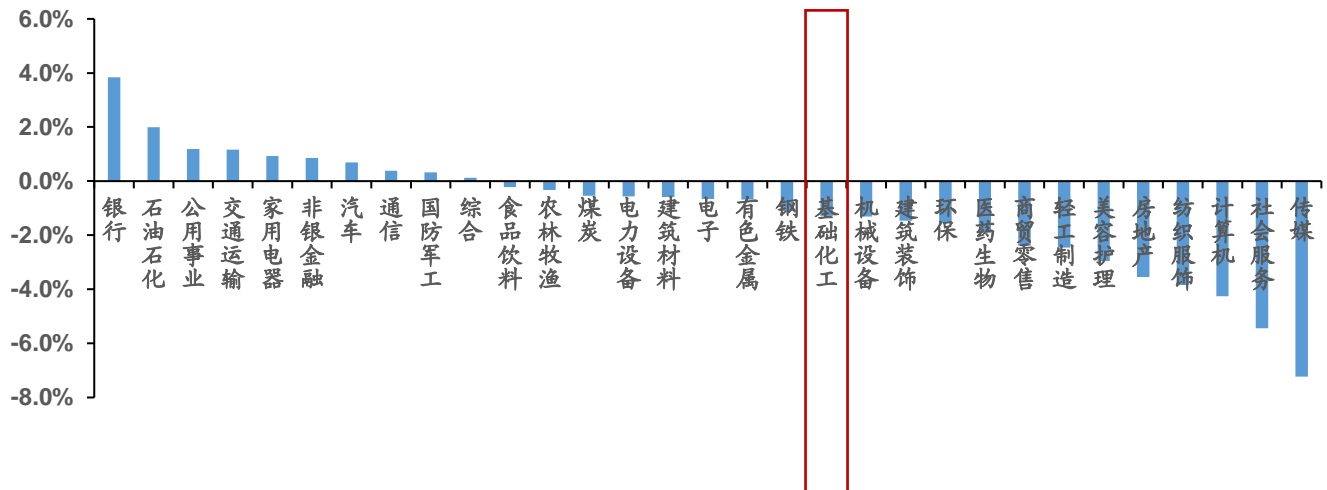 6.0%
4.0%
2.0%
0.0%
-2.0%
-4.0%
-6.0%
-8.0%
银行
石油石化
公用事业
交通运输
家用电器
非银金融
汽车
通信
国防军工
综合
食品饮料
农林牧渔
煤炭
电力设备
建筑材料
电子
有色金属
钢铁
基础化工
机械设备
建筑装饰
环保
医药生物
商贸零售
轻工制造
美容护理
房地产
纺织服饰
计算机
社会服务
传媒